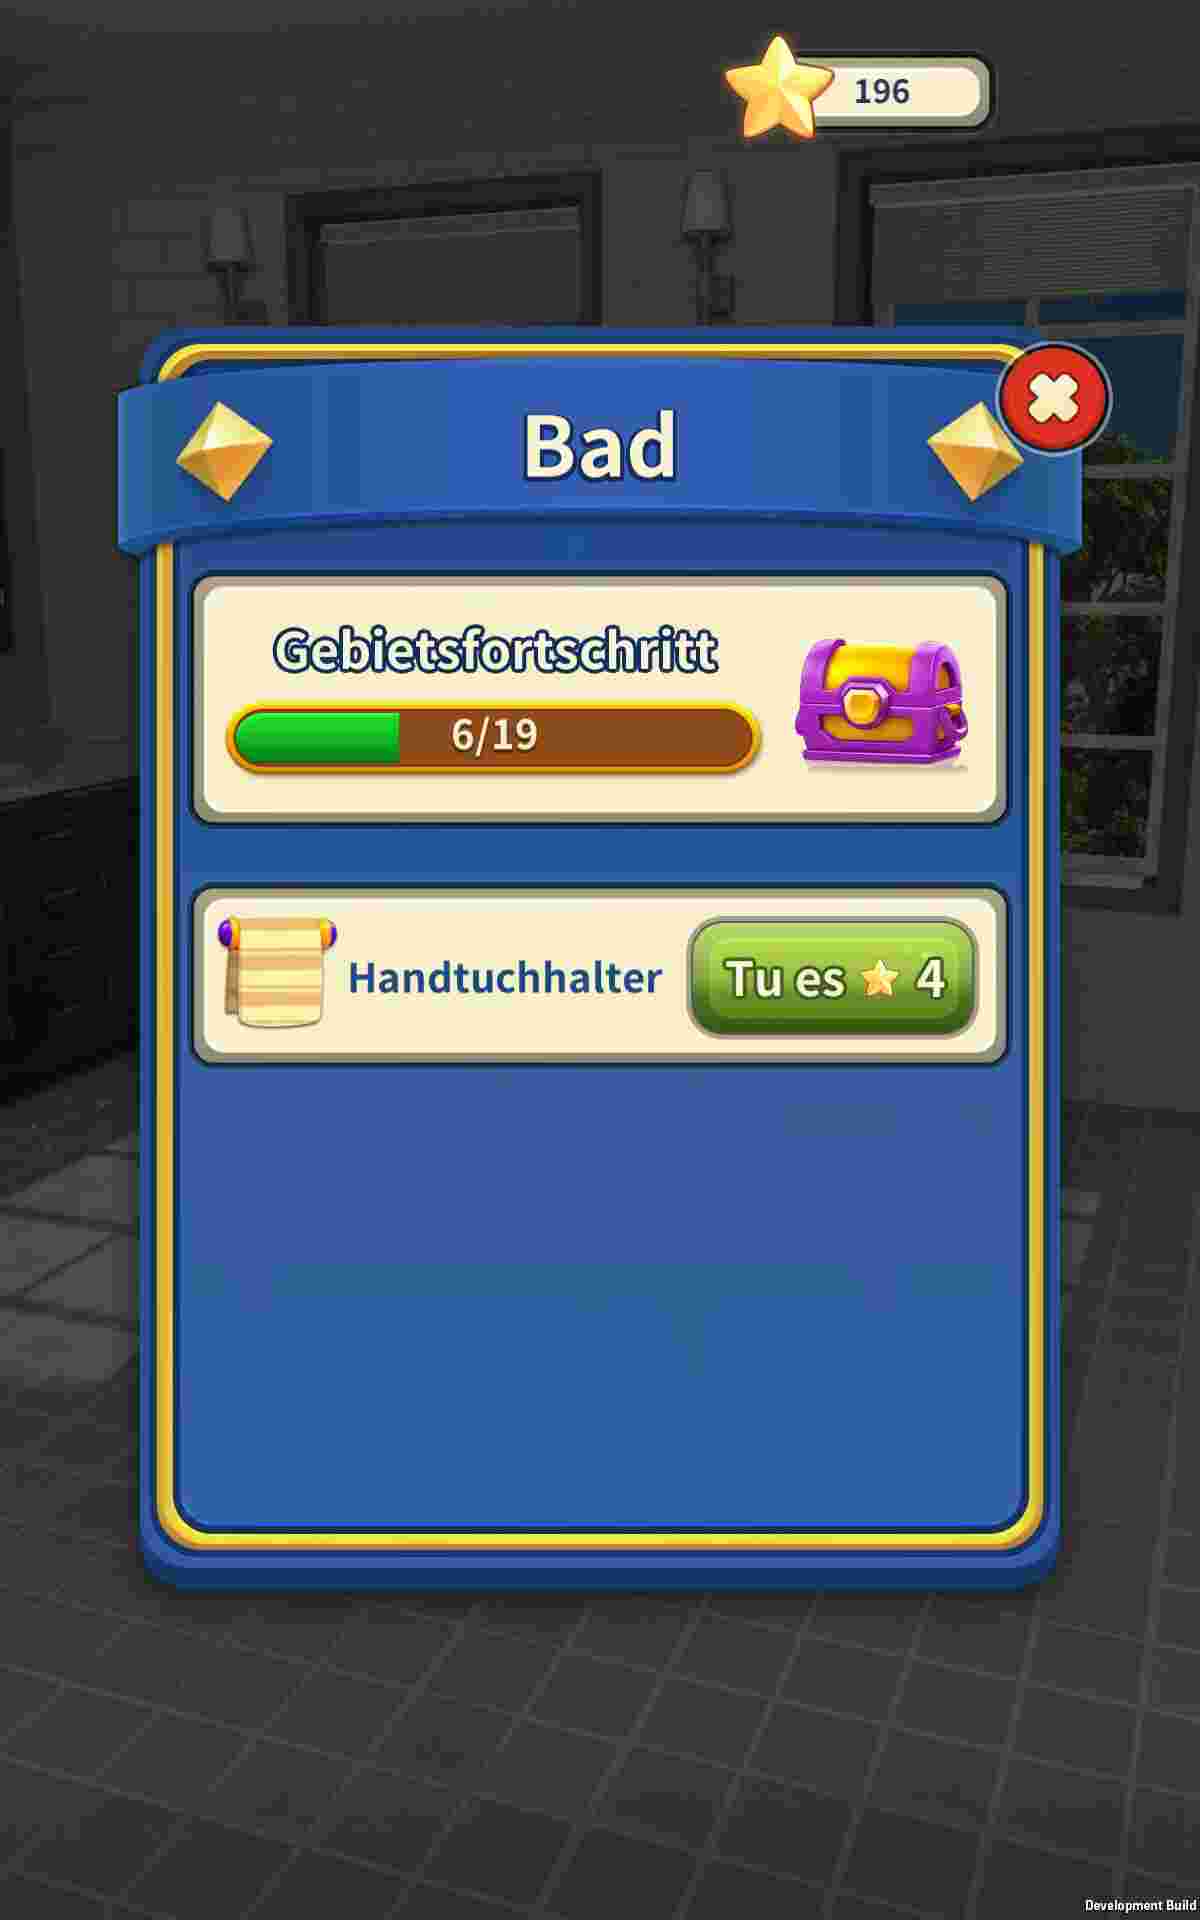 196
Bad
Gebietsfortschritt
6/19
Handtuchhalter
Tu es 4
Development Build